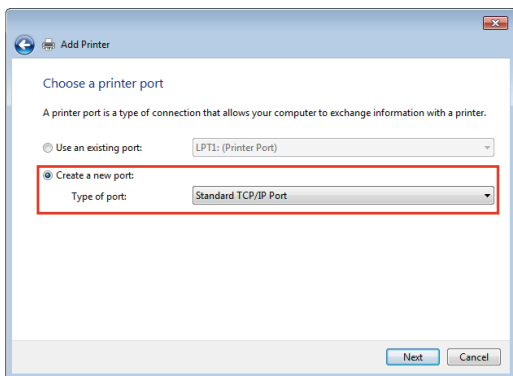 Add Printer
Choose a printer port
A printer port is a type of connection that allows your computer to exchange information with a printer.
Use an existing port: LPT1: (Printer Port)
Create a new port:
Type of port: Standard TCP/IP Port
Next Cancel